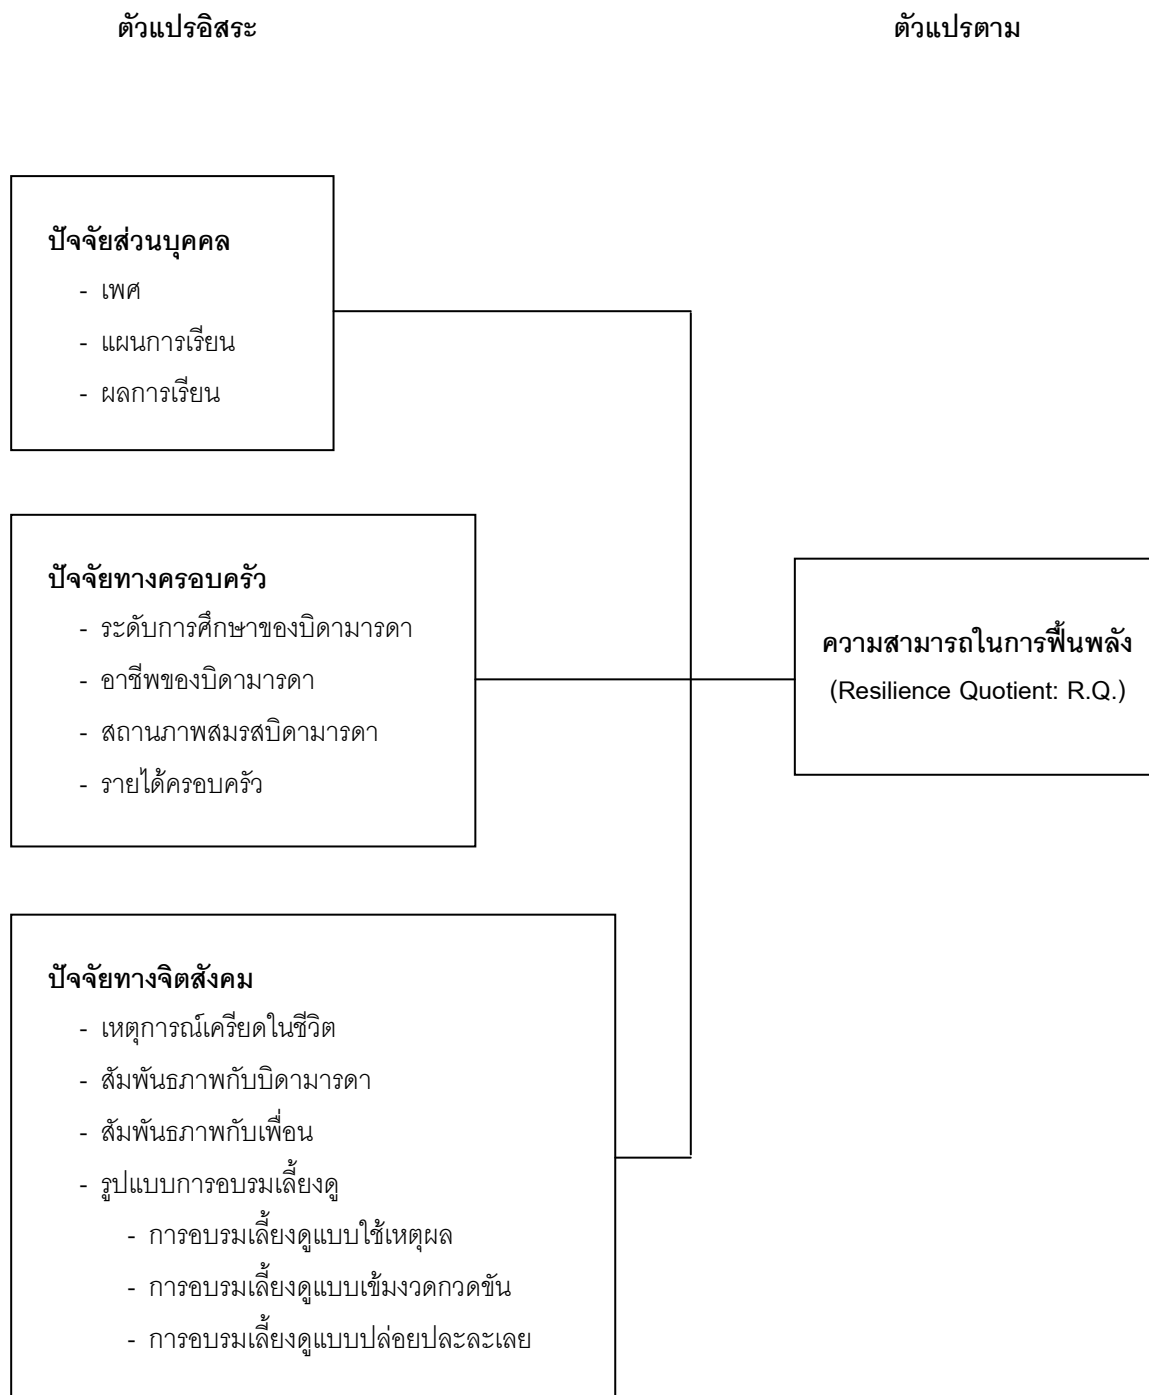 ตัวแปรอิสระ
ตัวแปรตาม
ปัจจัยส่วนบุคคล
- เพศ
- แผนการเรียน
- ผลการเรียน
ปัจจัยทางครอบครัว
- ระดับการศึกษาของบิดามารดา
- อาชีพของบิดามารดา
- สถานภาพสมรสบิดามารดา
- รายได้ครอบครัว
ความสามารถในการฟื้นพลัง
(Resilience Quotient: R.Q.)
ปัจจัยทางจิตสังคม
- เหตุการณ์เครียดในชีวิต
- สัมพันธภาพกับบิดามารดา
- สัมพันธภาพกับเพื่อน
- รูปแบบการอบรมเลี้ยงดู
- การอบรมเลี้ยงดูแบบใช้เหตุผล
- การอบรมเลี้ยงดูแบบเข้มงวดกวดขัน
- การอบรมเลี้ยงดูแบบปล่อยปละละเลย